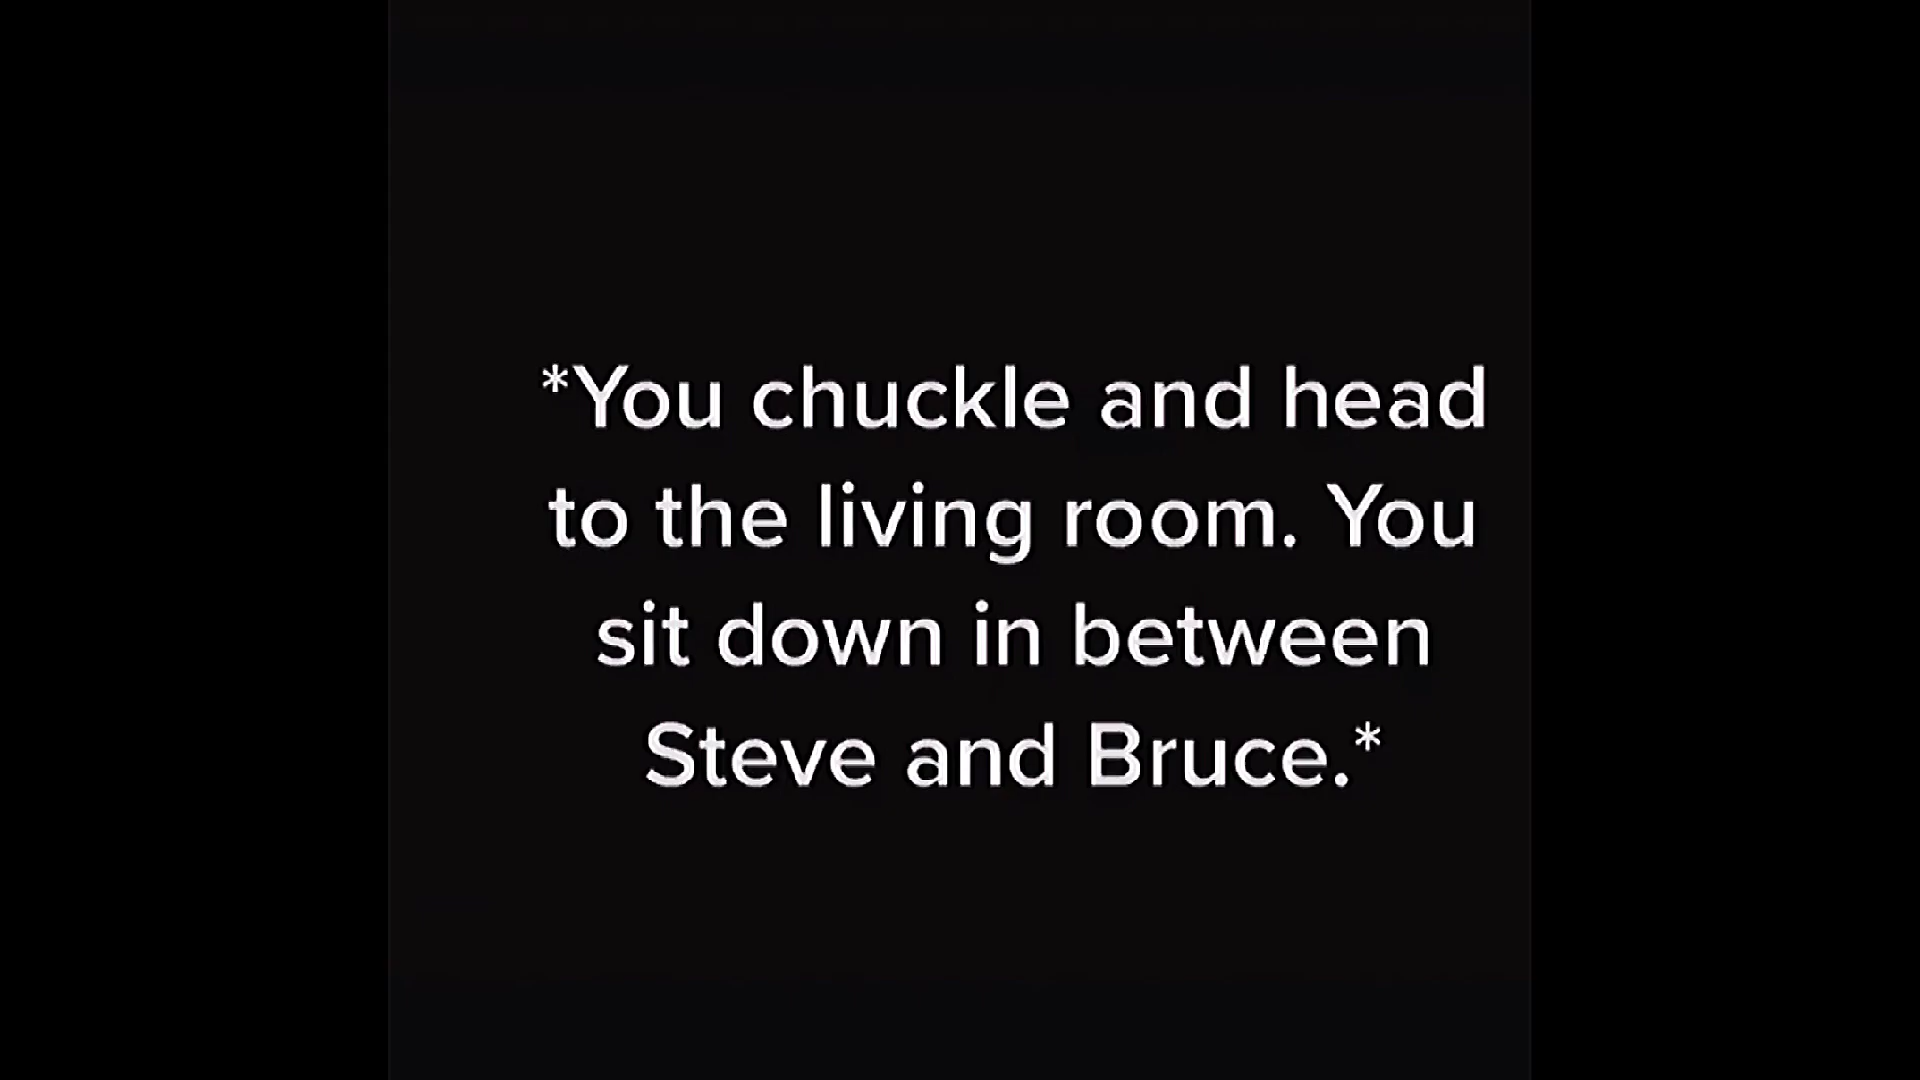 *You chuckle and head
to the living room. You
sit down in between
Steve and Bruce.*